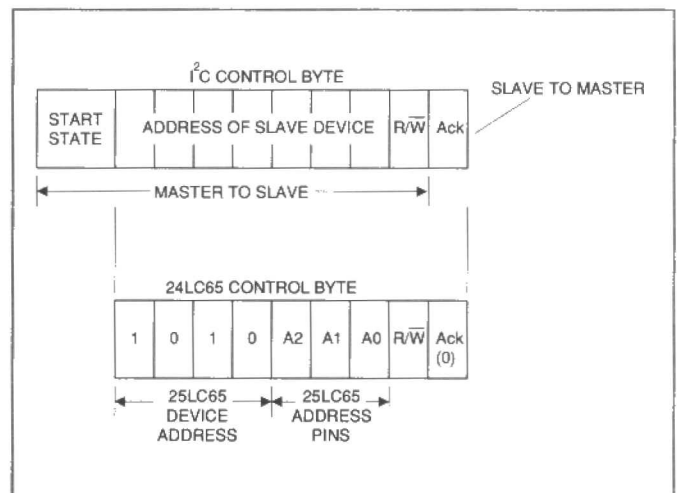 I²C CONTROL BYTE
SLAVE TO MASTER
START STATE
ADDRESS OF SLAVE DEVICE
R/W̅
Ack
MASTER TO SLAVE
24LC65 CONTROL BYTE
1 0 1 0 A2 A1 A0 R/W̅ Ack
(0)
25LC65 25LC65
DEVICE ADDRESS
ADDRESS PINS